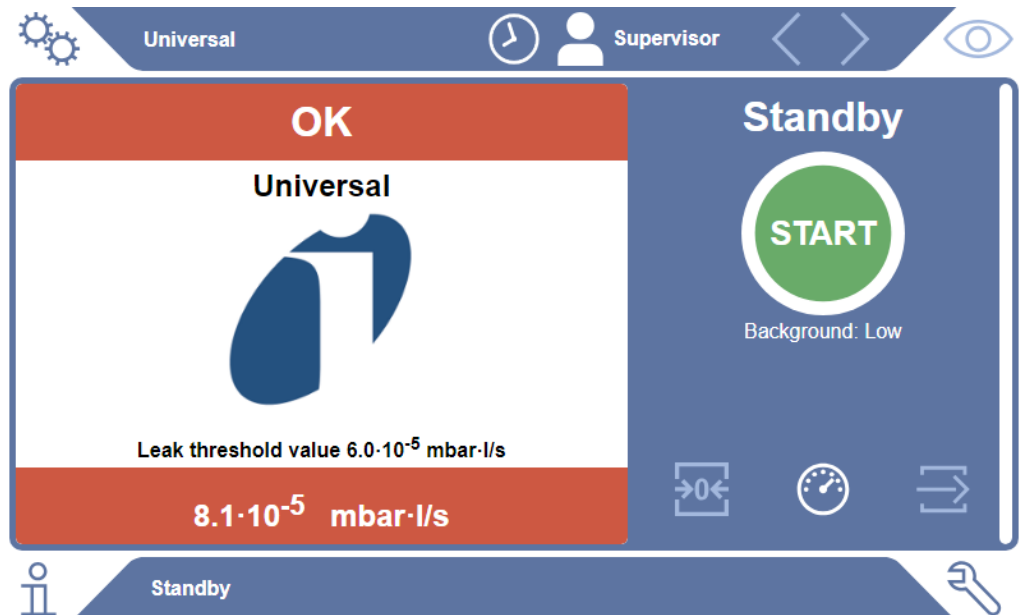 Universal
Supervisor
OK
Universal
Leak threshold value 6.0·10⁻⁵ mbar·l/s
8.1·10⁻⁵ mbar·l/s
Standby
START
Background: Low
→0←
Standby